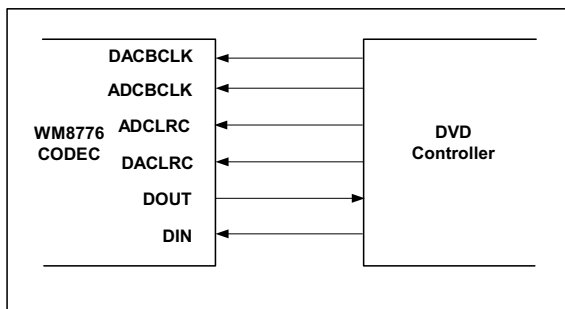 DACBCLK
ADCBCLK
ADCLRC
WM8776
CODEC
DACLRC
DOUT
DIN
DVD
Controller